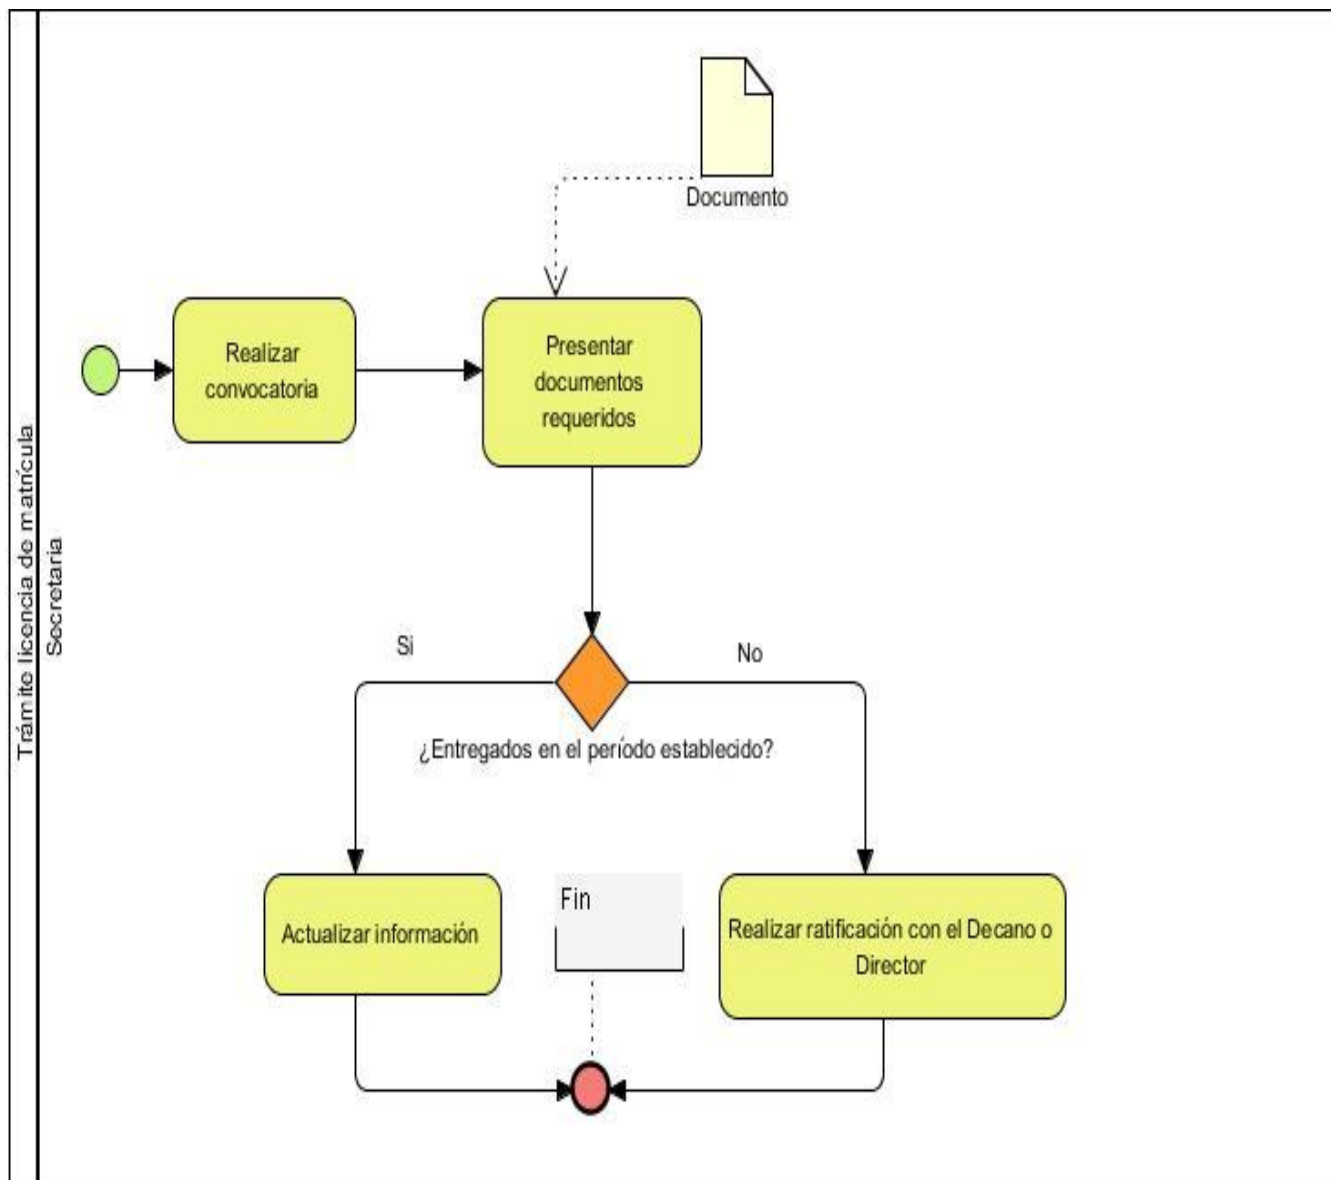 Trámite licencia de matrícula
Secretaria
Documento
Realizar
convocatoria
Presentar
documentos
requeridos
Si
No
¿Entregados en el período establecido?
Actualizar información
Fin
Realizar ratificación con el Decano o
Director